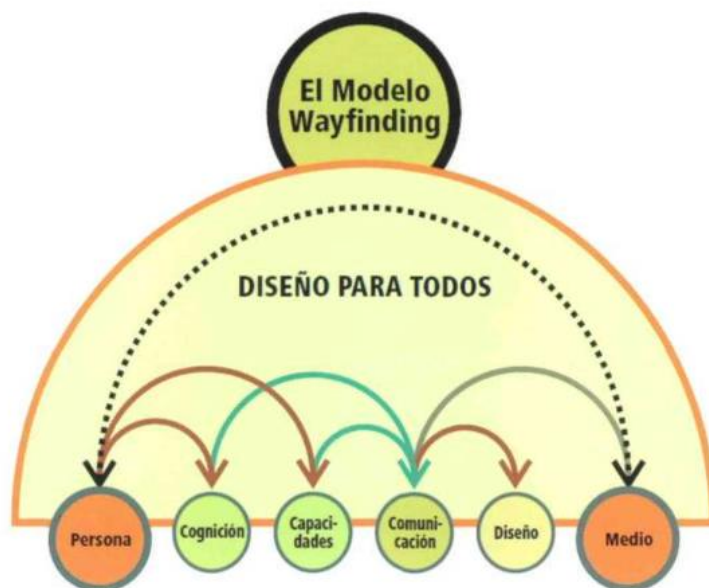 El Modelo
Wayfinding
DISEÑO PARA TODOS
Persona
Cognición
Capaci-
dades
Comuni-
cación
Diseño
Medio